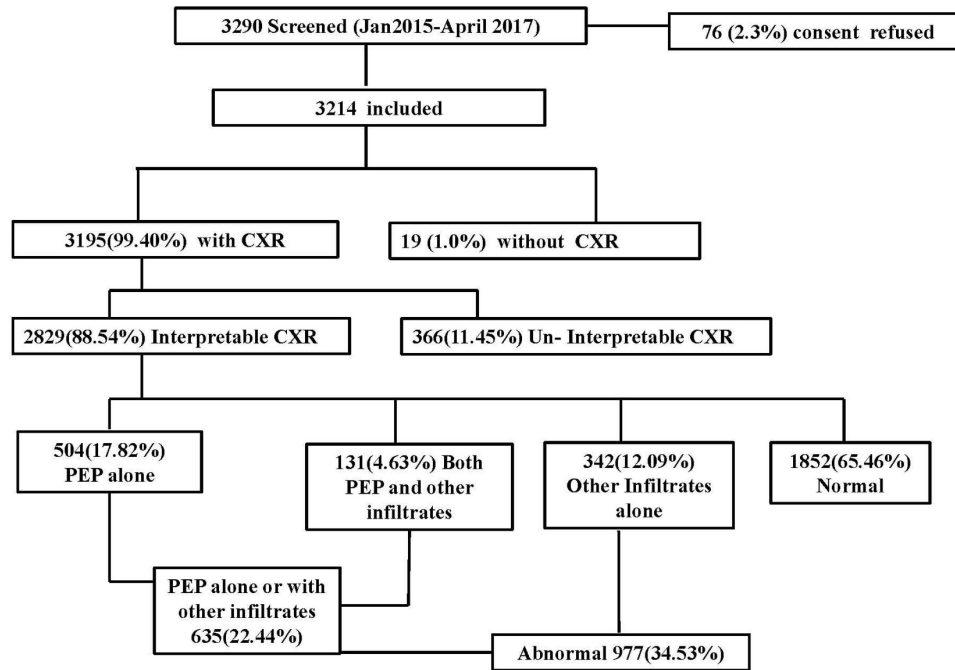 3290 Screened (Jan2015-April 2017)
76 (2.3%) consent refused
3214 included
3195(99.40%) with CXR
19 (1.0%) without CXR
2829(88.54%) Interpretable CXR
366(11.45%) Un- Interpretable CXR
504(17.82%)
PEP alone
131(4.63%) Both
PEP and other
infiltrates
342(12.09%)
Other Infiltrates
alone
1852(65.46%)
Normal
PEP alone or with
other infiltrates
635(22.44%)
Abnormal 977(34.53%)